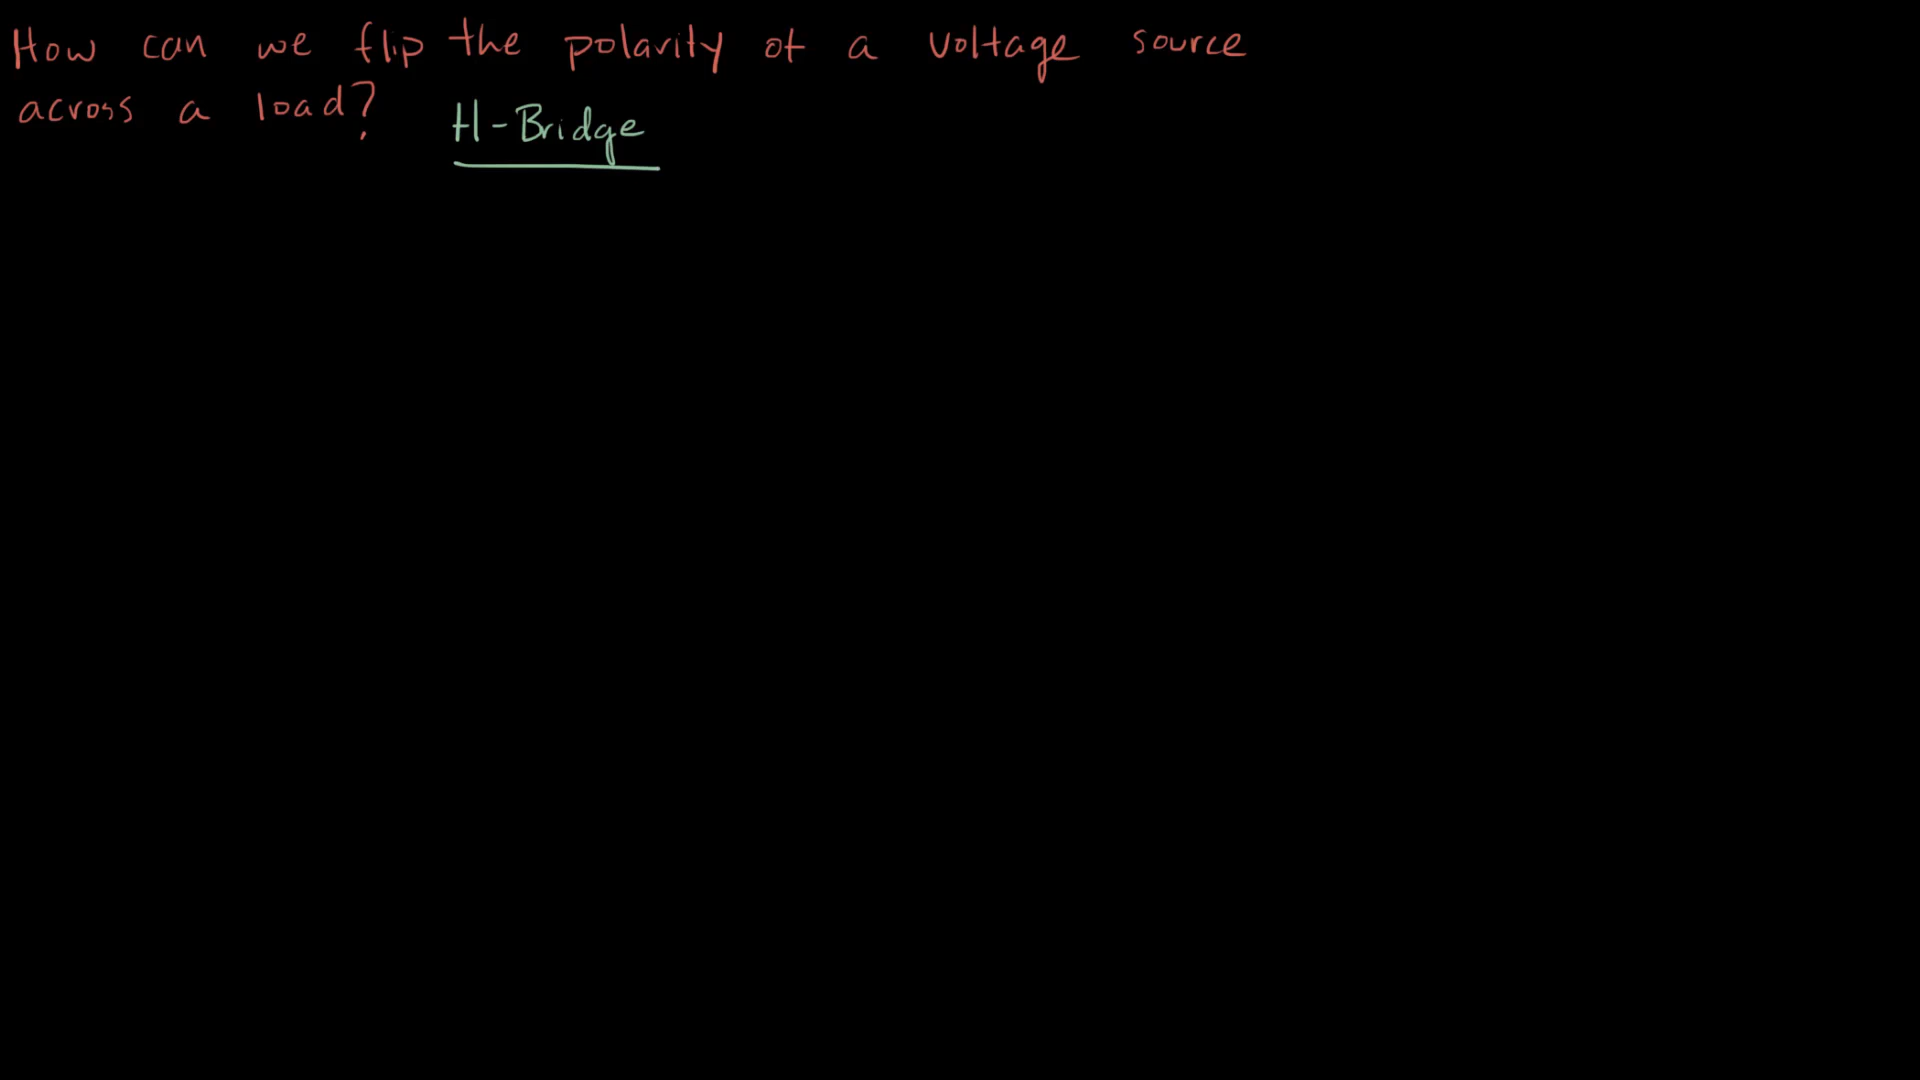 How can we flip the polarity of a voltage source
across a load?
H-Bridge